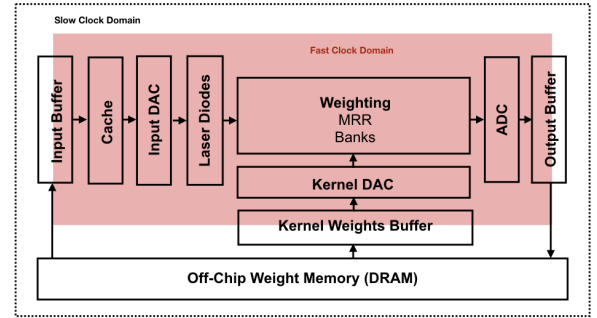 Slow Clock Domain
Fast Clock Domain
Input Buffer
Cache
Input DAC
Laser Diodes
Weighting
MRR
Banks
ADC
Output Buffer
Kernel DAC
Kernel Weights Buffer
Off-Chip Weight Memory (DRAM)